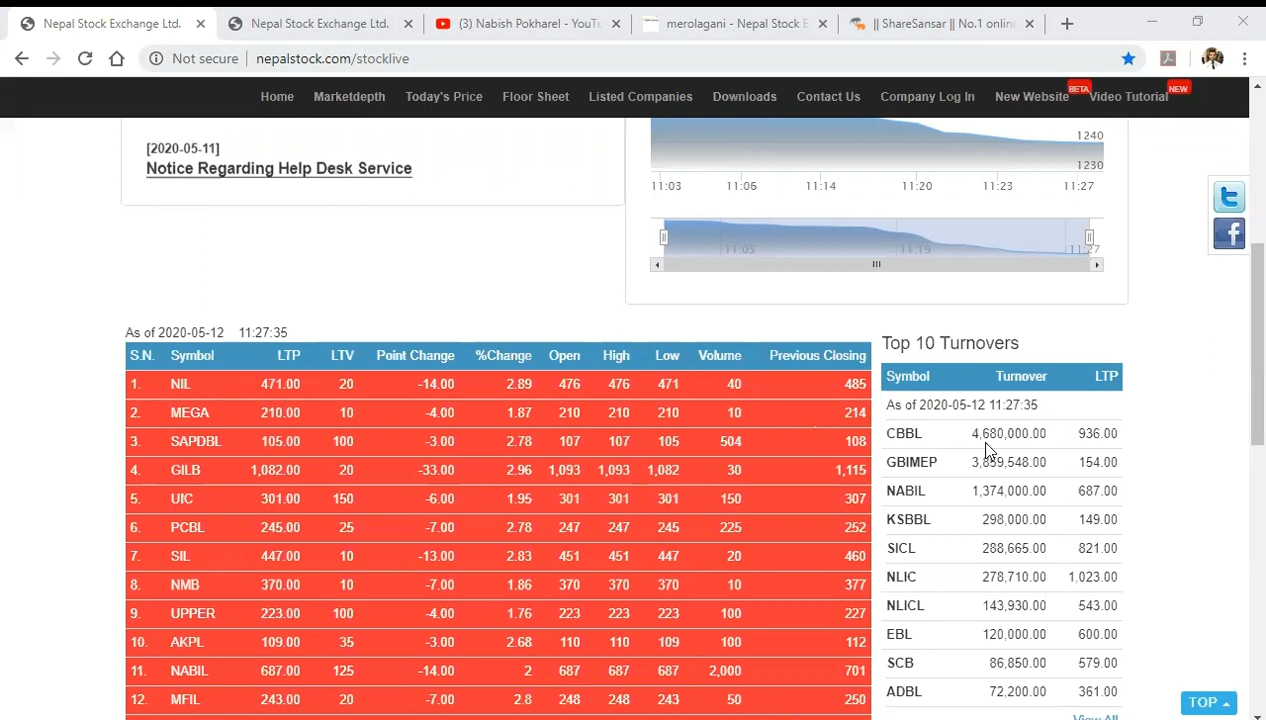 Nepal Stock Exchange Ltd.
Nepal Stock Exchange Ltd.
(3) Nabish Pokharel - YouTu
merolagani - Nepal Stock E
|| ShareSansar || No.1 onlin
Not secure nepalstock.com/stocklive
Home Marketdepth Today's Price Floor Sheet Listed Companies Downloads Contact Us Company Log In New Website BETA Video Tutorial NEW
[2020-05-11]
Notice Regarding Help Desk Service
1240
1230
11:03 11:06 11:14 11:20 11:23 11:27
11:05 11:19 11:27
As of 2020-05-12 11:27:35
S.N. Symbol LTP LTV Point Change %Change Open High Low Volume Previous Closing
1. NIL 471.00 20 -14.00 2.89 476 476 471 40 485
2. MEGA 210.00 10 -4.00 1.87 210 210 210 10 214
3. SAPDBL 105.00 100 -3.00 2.78 107 107 105 504 108
4. GILB 1,082.00 20 -33.00 2.96 1,093 1,093 1,082 30 1,115
5. UIC 301.00 150 -6.00 1.95 301 301 301 150 307
6. PCBL 245.00 25 -7.00 2.78 247 247 245 225 252
7. SIL 447.00 10 -13.00 2.83 451 451 447 20 460
8. NMB 370.00 10 -7.00 1.86 370 370 370 10 377
9. UPPER 223.00 100 -4.00 1.76 223 223 223 100 227
10. AKPL 109.00 35 -3.00 2.68 110 110 109 100 112
11. NABIL 687.00 125 -14.00 2 687 687 687 2,000 701
12. MFIL 243.00 20 -7.00 2.8 248 248 243 50 250
Top 10 Turnovers
Symbol Turnover LTP
As of 2020-05-12 11:27:35
CBBL 4,680,000.00 936.00
GBIMEP 3,859,548.00 154.00
NABIL 1,374,000.00 687.00
KSBBL 298,000.00 149.00
SICL 288,665.00 821.00
NLIC 278,710.00 1,023.00
NLICL 143,930.00 543.00
EBL 120,000.00 600.00
SCB 86,850.00 579.00
ADBL 72,200.00 361.00
View All
TOP